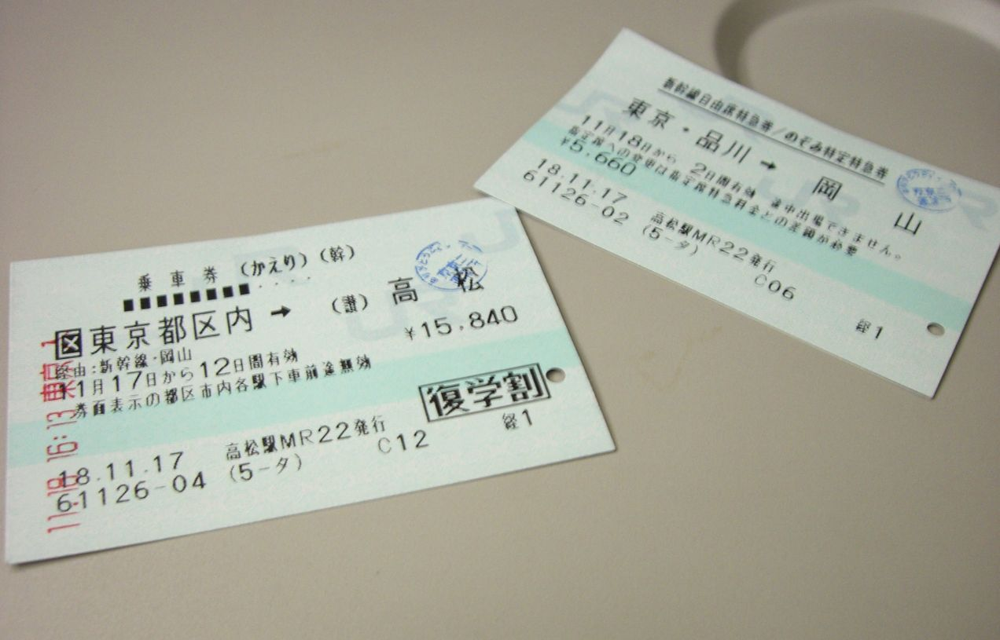 乗車券 (かえり)(幹)
■■■■■■■■・・・・
区東京都区内 → (讃)高松
経由:新幹線・岡山
¥15,840
11月17日から12日間有効
券面表示の都区市内各駅下車前途無効
復学割
18.11.17 高松駅MR22発行
経1
61126-04 (5-タ) C12
11.18 16:13 東京
新幹線自由席特急券/のぞみ特定特急券
東京・品川 → 岡山
11月18日から 2日間有効 途中出場できません。
指定席への変更は指定席特急料金との差額が必要
¥5,660
18.11.17 高松駅MR22発行
61126-02 (5-タ) C06
経1